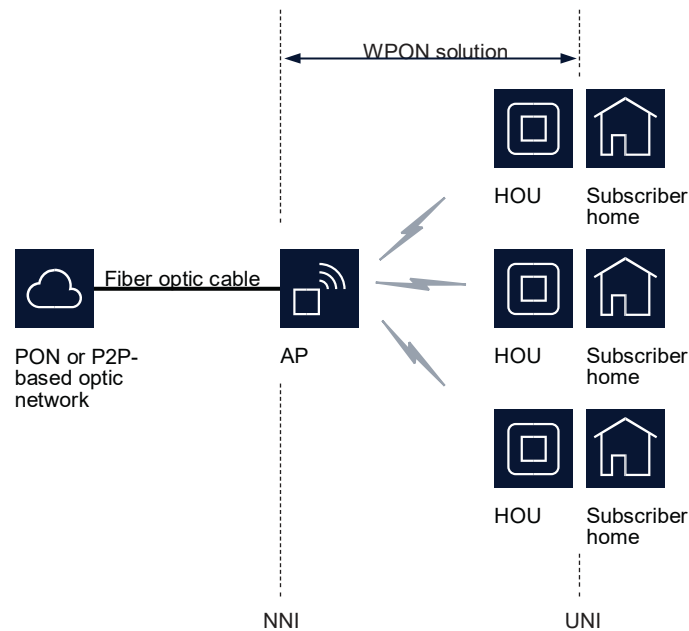 WPON solution
HOU
Subscriber
home
Fiber optic cable
PON or P2P-
based optic
network
AP
HOU
Subscriber
home
HOU
Subscriber
home
NNI
UNI